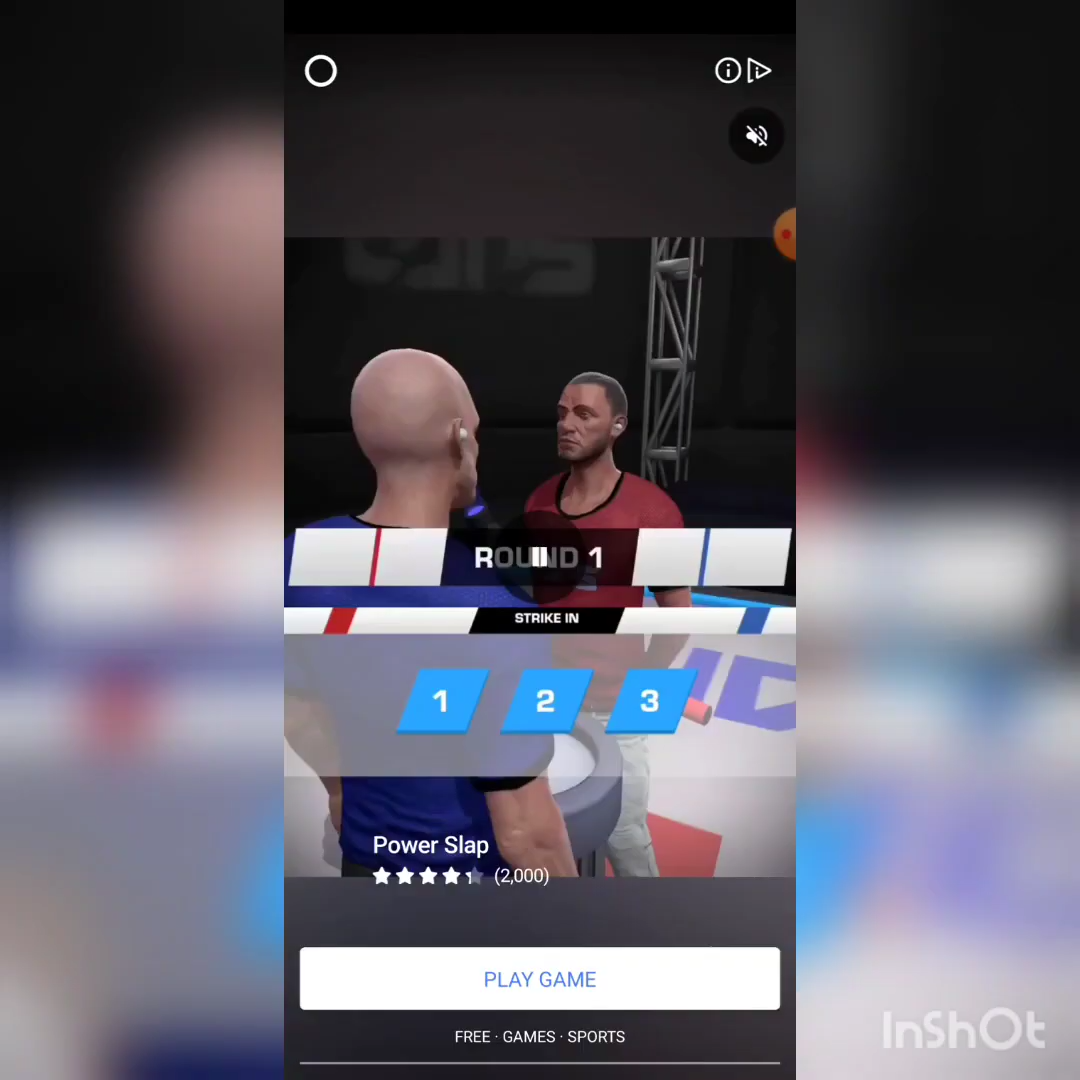 ROUND 1
STRIKE IN
1 2 3
Power Slap
(2,000)
PLAY GAME
FREE · GAMES · SPORTS
InShOt